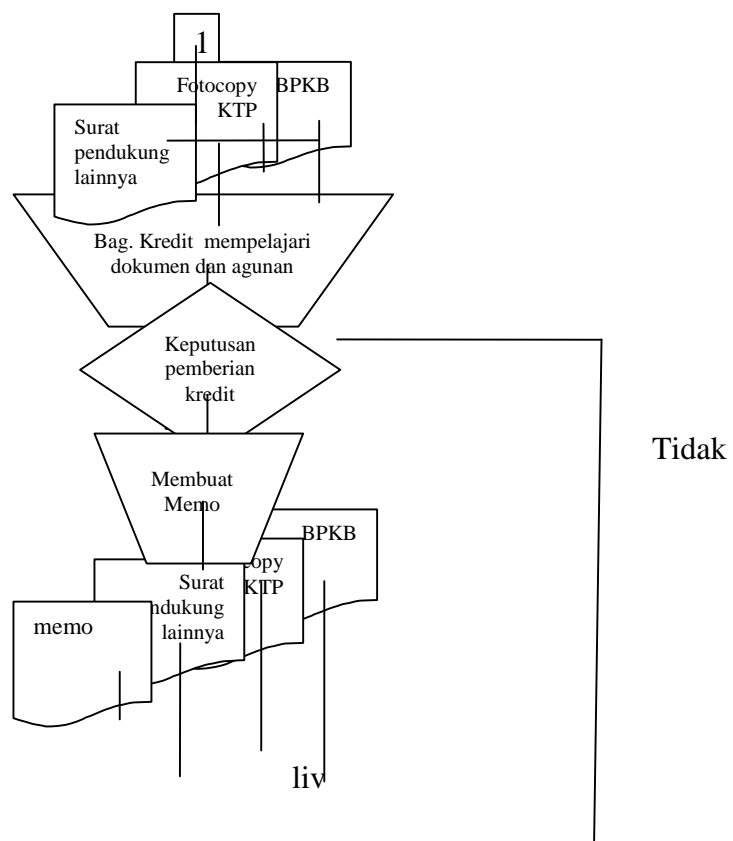 1
Fotocopy
KTP
BPKB
Surat
pendukung
lainnya
Bag. Kredit mempelajari
dokumen dan agunan
Keputusan
pemberian
kredit
Tidak
Membuat
Memo
BPKB
opy
KTP
Surat
ndukung
lainnya
memo
liv